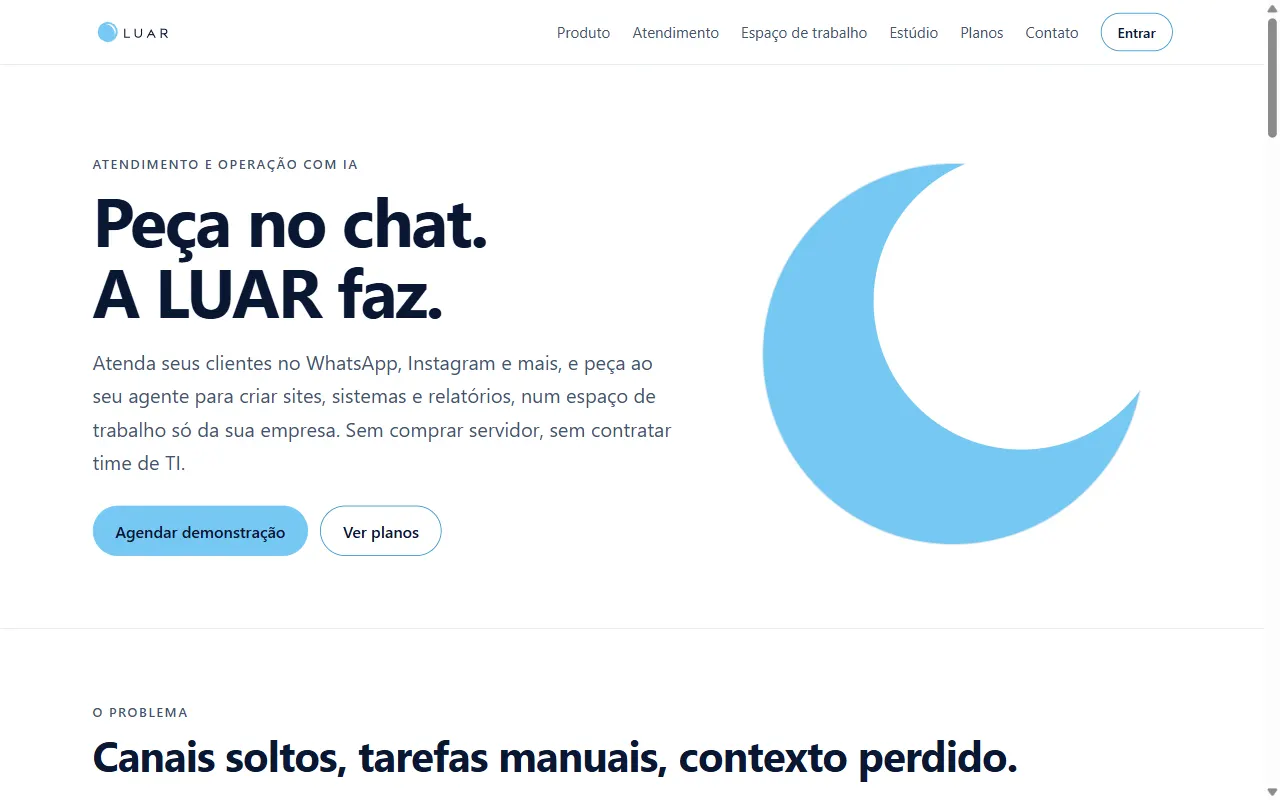 LUAR
Produto
Atendimento
Espaço de trabalho
Estúdio
Planos
Contato
Entrar
ATENDIMENTO E OPERAÇÃO COM IA
Peça no chat.
A LUAR faz.
Atenda seus clientes no WhatsApp, Instagram e mais, e peça ao
seu agente para criar sites, sistemas e relatórios, num espaço de
trabalho só da sua empresa. Sem comprar servidor, sem contratar
time de TI.
Agendar demonstração
Ver planos
O PROBLEMA
Canais soltos, tarefas manuais, contexto perdido.